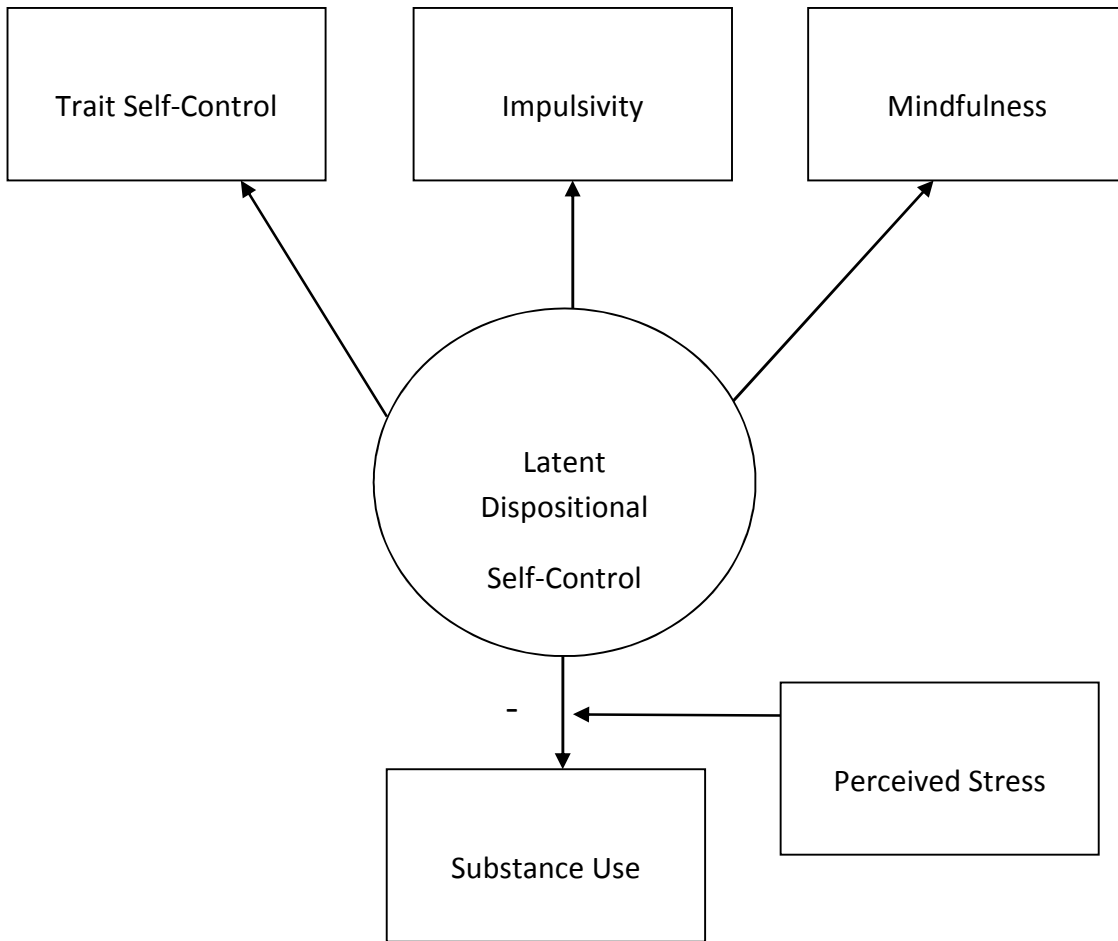 Trait Self-Control
Impulsivity
Mindfulness
Latent
Dispositional
Self-Control
-
Perceived Stress
Substance Use